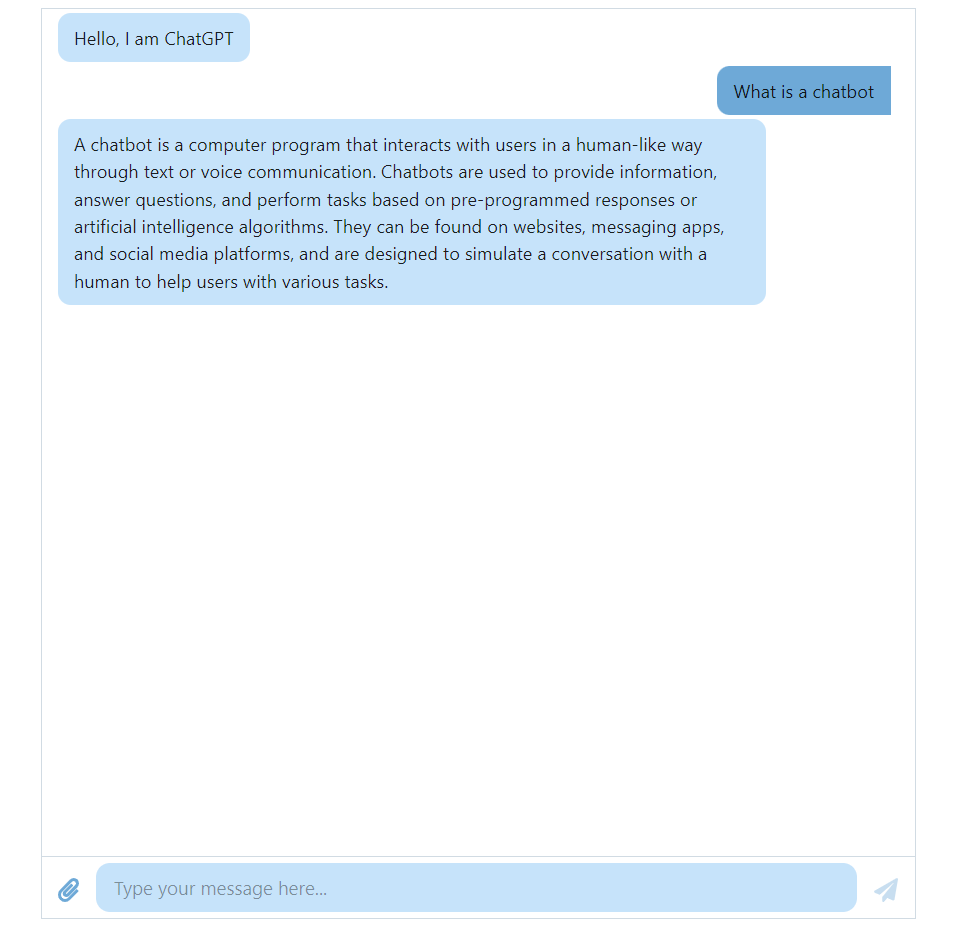 Hello, I am ChatGPT
What is a chatbot
A chatbot is a computer program that interacts with users in a human-like way
through text or voice communication. Chatbots are used to provide information,
answer questions, and perform tasks based on pre-programmed responses or
artificial intelligence algorithms. They can be found on websites, messaging apps,
and social media platforms, and are designed to simulate a conversation with a
human to help users with various tasks.
Type your message here...